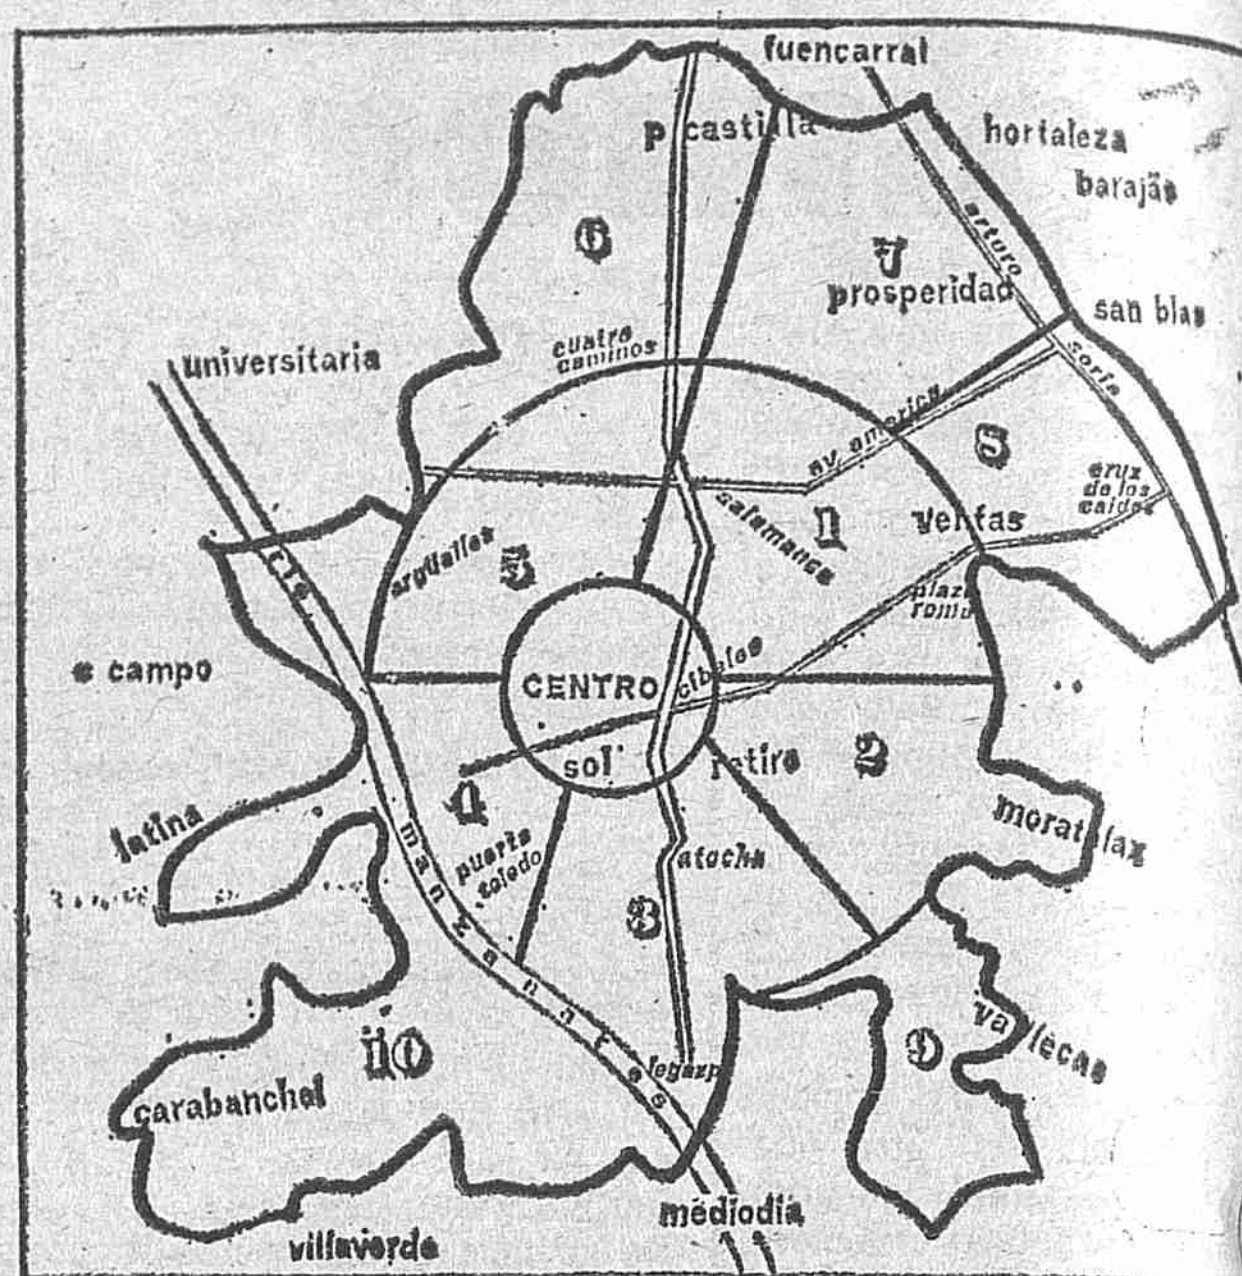 fuencarral
p castilla
hortaleza
barajas
6
7
arturo
soria
prosperidad
san blas
universitaria
cuatro
caminos
av. america
8
cruz
de los
caidos
salamanca
1
ventas
argüelles
5
rio
plaza
roma
e campo
CENTRO
cibeles
sol
retiro
2
4
latina
puerta
toledo
manzanares
atocha
moratalaz
3
10
9
vallecas
legazpi
carabanchel
mediodia
villaverde